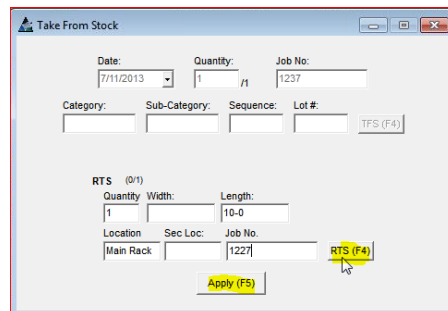 Take From Stock
Date: Quantity: Job No:
7/11/2013 1 /1 1237
Category: Sub-Category: Sequence: Lot #:
TFS (F4)
RTS (0/1)
Quantity Width: Length:
1 10-0
Location Sec Loc: Job No.
Main Rack 1227 RTS (F4)
Apply (F5)